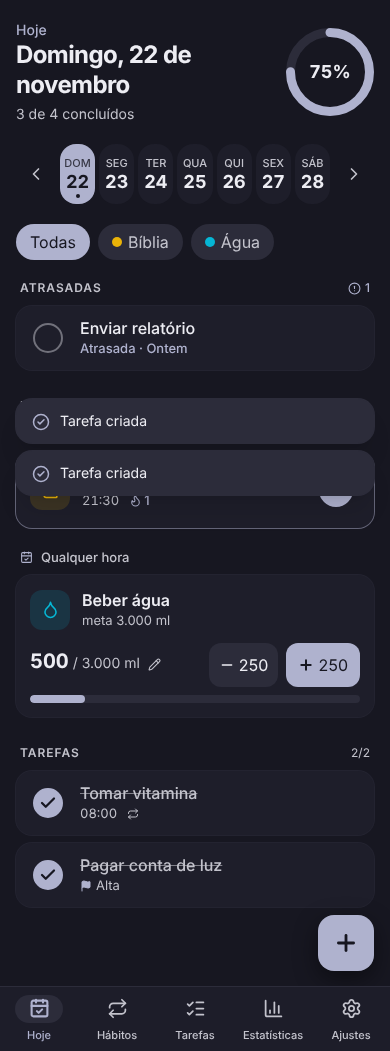 Hoje
Domingo, 22 de
novembro
3 de 4 concluídos
75%
DOM SEG TER QUA QUI SEX SÁB
22 23 24 25 26 27 28
Todas Bíblia Água
ATRASADAS 1
Enviar relatório
Atrasada · Ontem
Tarefa criada
Tarefa criada
21:30 1
Qualquer hora
Beber água
meta 3.000 ml
500 / 3.000 ml − 250 + 250
TAREFAS 2/2
Tomar vitamina
08:00
Pagar conta de luz
Alta
Hoje Hábitos Tarefas Estatísticas Ajustes